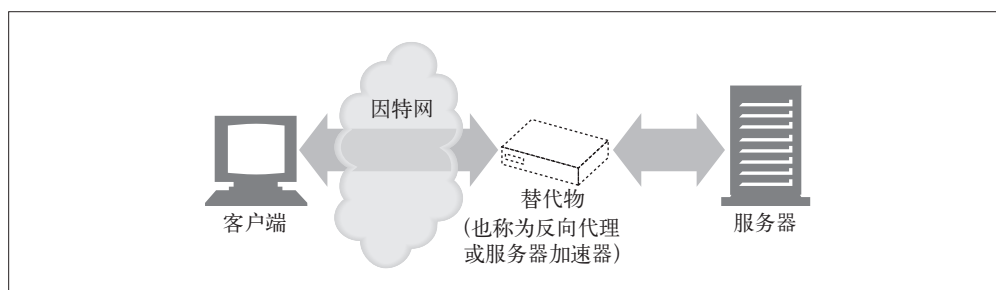 因特网
客户端
替代物
(也称为反向代理
或服务器加速器)
服务器